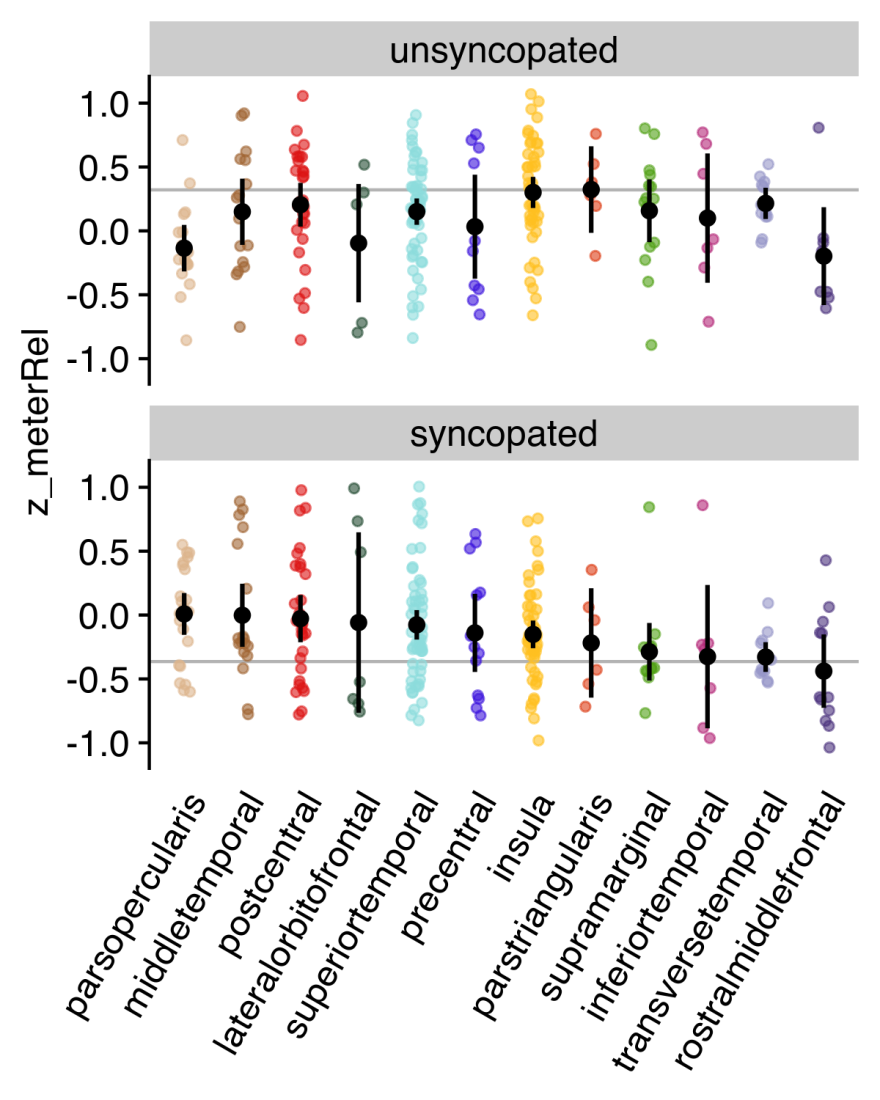 unsyncopated
1.0
0.5
0.0
-0.5
-1.0
z_meterRel
syncopated
1.0
0.5
0.0
-0.5
-1.0
parsopercularis
middletemporal
postcentral
lateralorbitofrontal
superiortemporal
precentral
insula
parstriangularis
supramarginal
inferiortemporal
transversetemporal
rostralmiddlefrontal